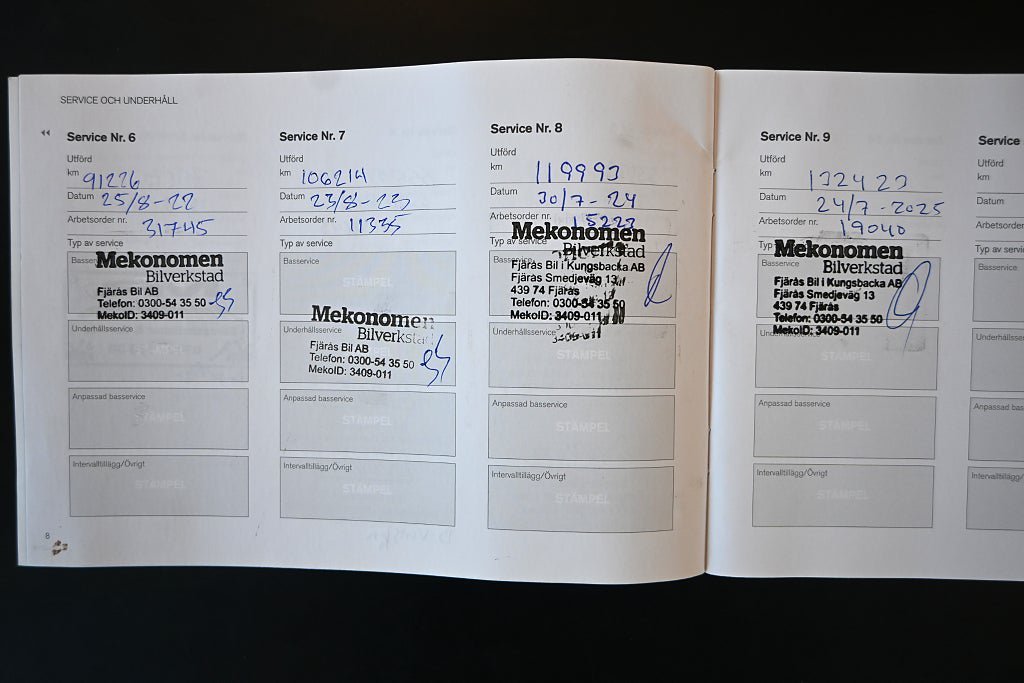 SERVICE OCH UNDERHÅLL
Service Nr. 6
Utförd
km 91226
Datum 25/8-22
Arbetsorder nr. 31745
Typ av service
Basservice
Mekonomen
Bilverkstad
Fjärås Bil AB
Telefon: 0300-54 35 50
MekoID: 3409-011
Underhållsservice
Anpassad basservice
STÄMPEL
Intervalltillägg/Övrigt
STÄMPEL
8
Service Nr. 7
Utförd
km 106214
Datum 23/8-23
Arbetsorder nr. 11335
Typ av service
Basservice
STÄMPEL
Underhållsservice
Mekonomen
Bilverkstad
Fjärås Bil AB
Telefon: 0300-54 35 50
MekoID: 3409-011
Anpassad basservice
STÄMPEL
Intervalltillägg/Övrigt
STÄMPEL
Service Nr. 8
Utförd
km 119993
Datum 30/7-24
Arbetsorder nr. 15223
Typ av service
Basservice
Mekonomen
Bilverkstad
Fjärås Bil i Kungsbacka AB
Fjärås Smedjeväg 13
439 74 Fjärås
Telefon: 0300-54 35 50
MekoID: 3409-011
Underhållsservice
STÄMPEL
Anpassad basservice
STÄMPEL
Intervalltillägg/Övrigt
STÄMPEL
Service Nr. 9
Utförd
km 132423
Datum 24/7-2025
Arbetsorder nr. 19040
Typ
Basservice
Mekonomen
Bilverkstad
Fjärås Bil i Kungsbacka AB
Fjärås Smedjeväg 13
439 74 Fjärås
Telefon: 0300-54 35 50
MekoID: 3409-011
Underhållsservice
STÄMPEL
Anpassad basservice
STÄMPEL
Intervalltillägg/Övrigt
STÄMPEL
Service
Utförd
km
Datum
Arbetsorder
Typ av service
Basservice
Underhållsser
Anpassad bas
Intervalltillä